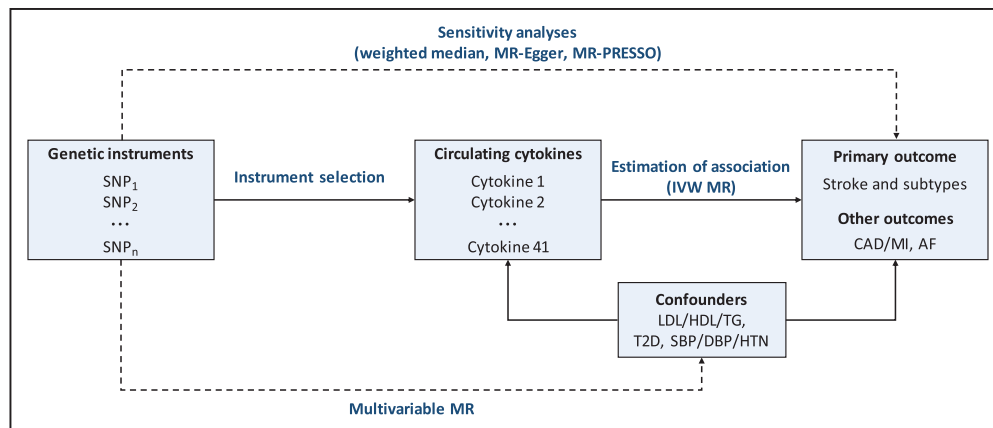 Sensitivity analyses
(weighted median, MR-Egger, MR-PRESSO)
Genetic instruments
SNP₁
SNP₂
...
SNPₙ
Instrument selection
Circulating cytokines
Cytokine 1
Cytokine 2
...
Cytokine 41
Estimation of association
(IVW MR)
Primary outcome
Stroke and subtypes
Other outcomes
CAD/MI, AF
Confounders
LDL/HDL/TG,
T2D, SBP/DBP/HTN
Multivariable MR